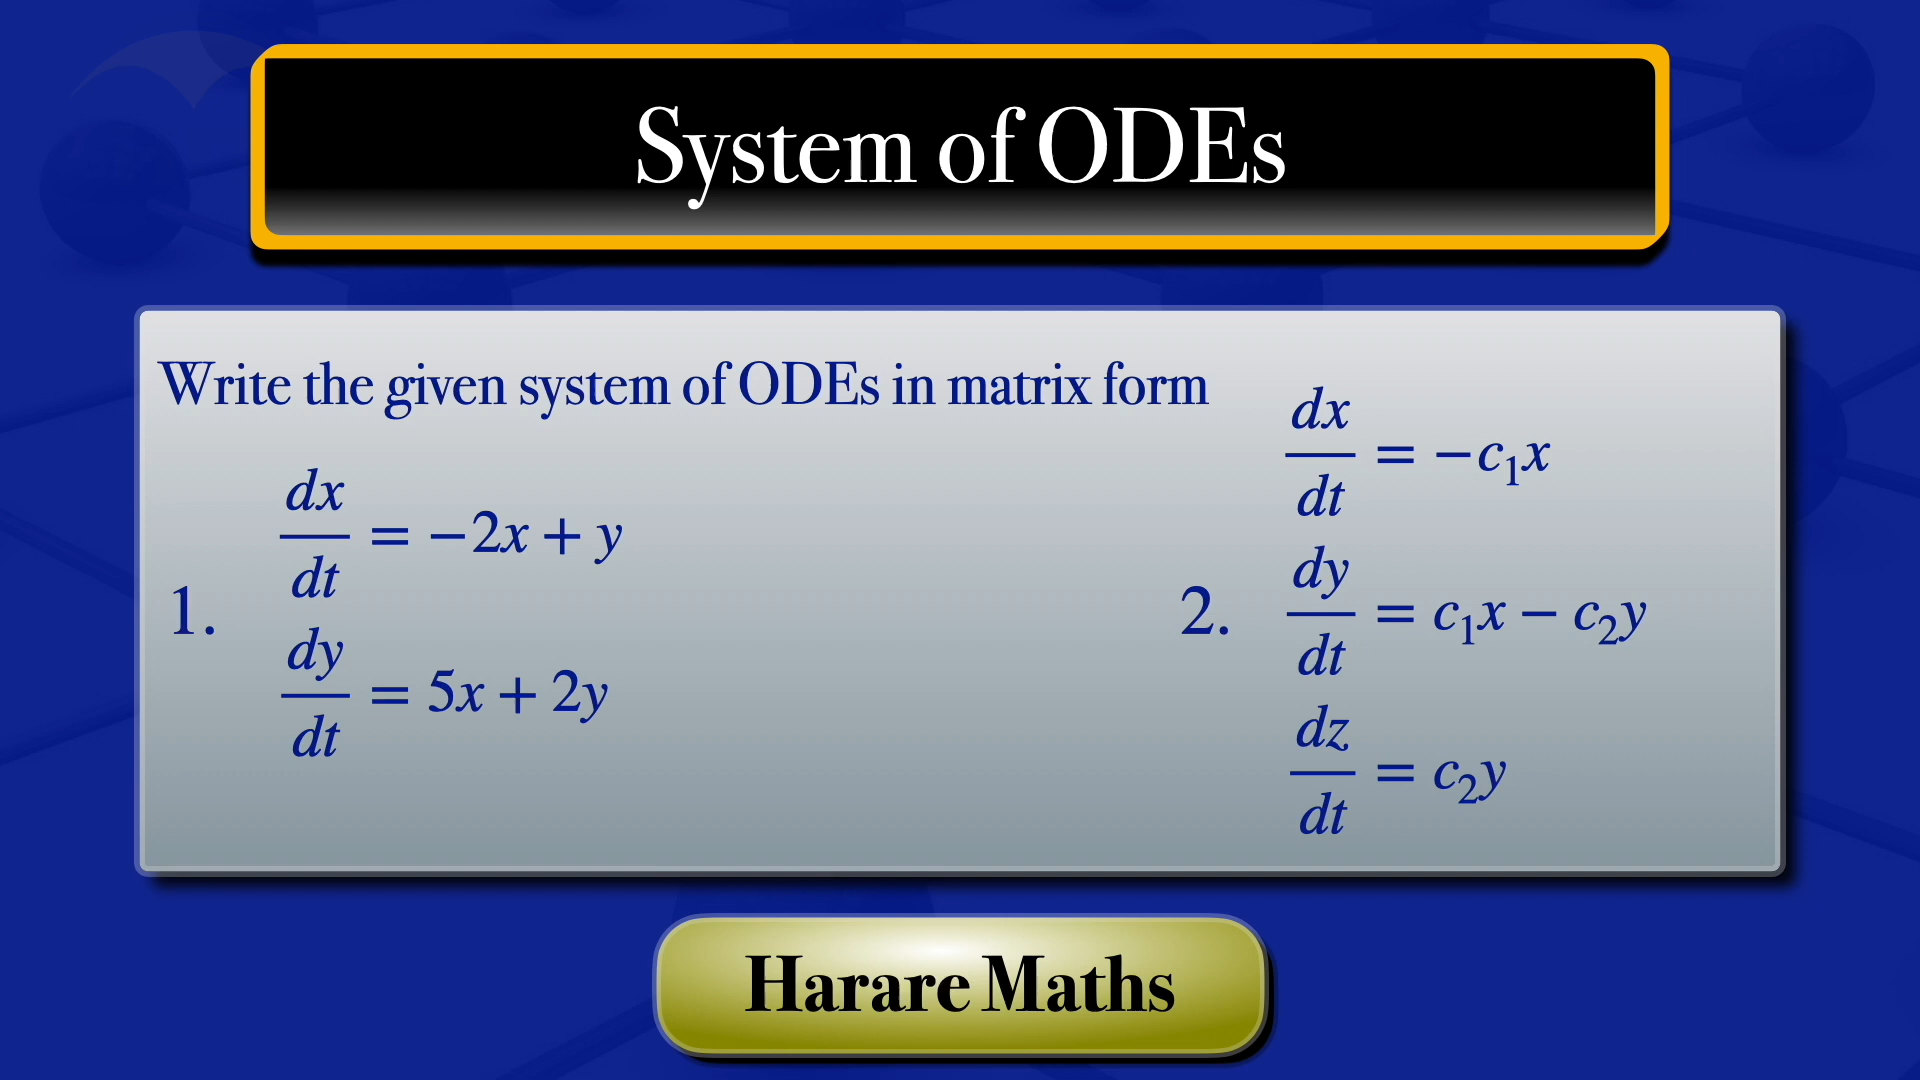 System of ODEs
Write the given system of ODEs in matrix form
1.
dx/dt = −2x + y
dy/dt = 5x + 2y
2.
dx/dt = −c₁x
dy/dt = c₁x − c₂y
dz/dt = c₂y
Harare Maths